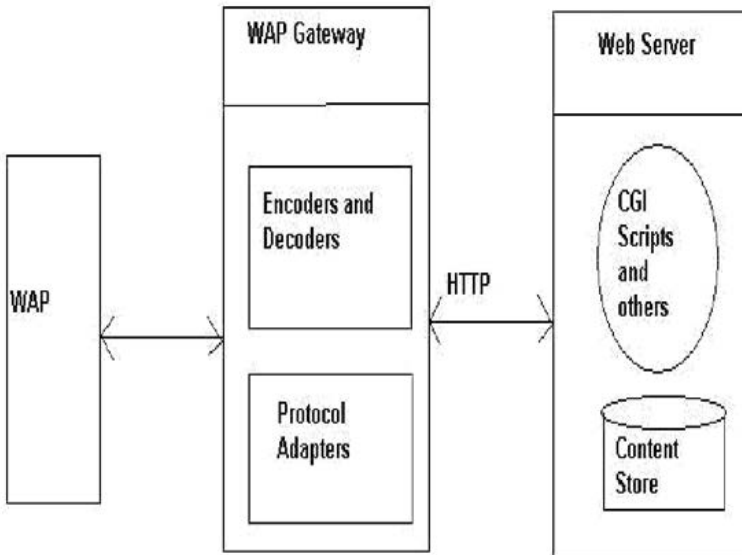 WAP Gateway
Web Server
Encoders and
Decoders
CGI
Scripts
and
others
WAP
HTTP
Protocol
Adapters
Content
Store